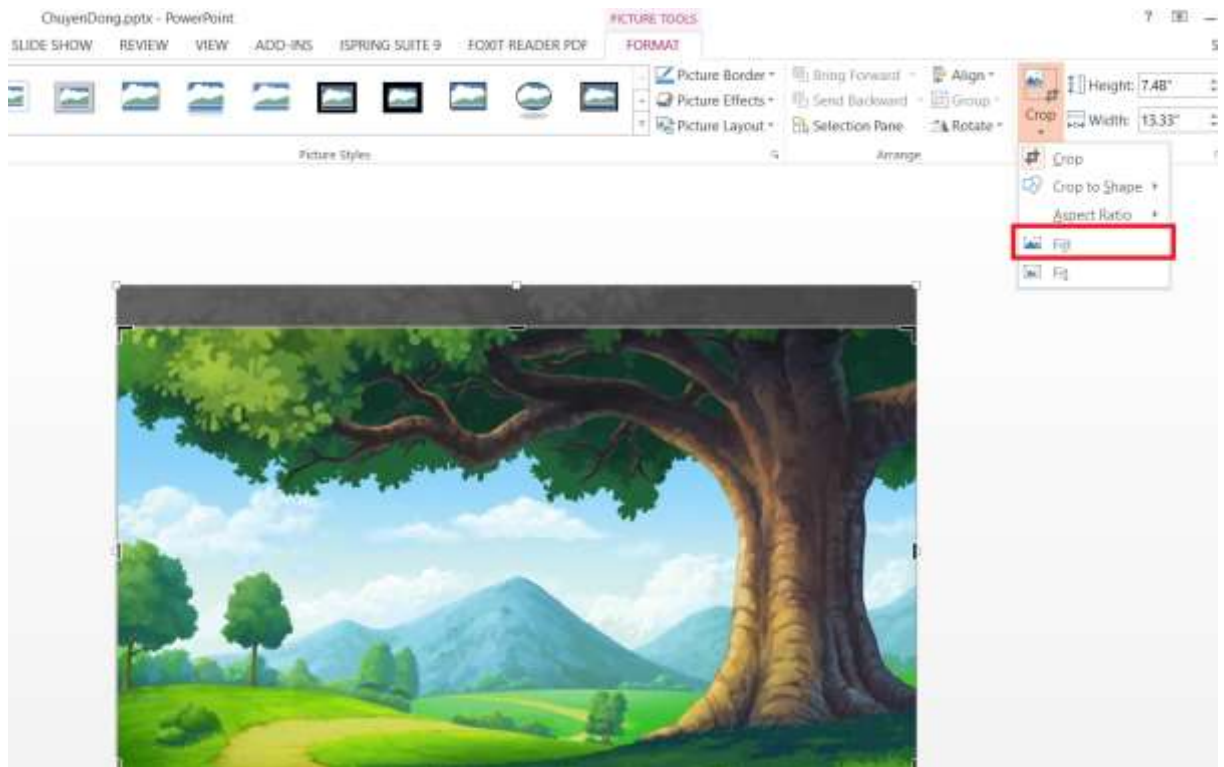 ChuyenDong.pptx - PowerPoint
PICTURE TOOLS
?
SLIDE SHOW REVIEW VIEW ADD-INS ISPRING SUITE 9 FOXIT READER PDF FORMAT
Picture Border
Bring Forward
Align
Height: 7.48"
Picture Effects
Send Backward
Group
Crop
Width: 13.33"
Picture Layout
Selection Pane
Rotate
Picture Styles
Arrange
Crop
Crop to Shape
Aspect Ratio
Fill
Fit